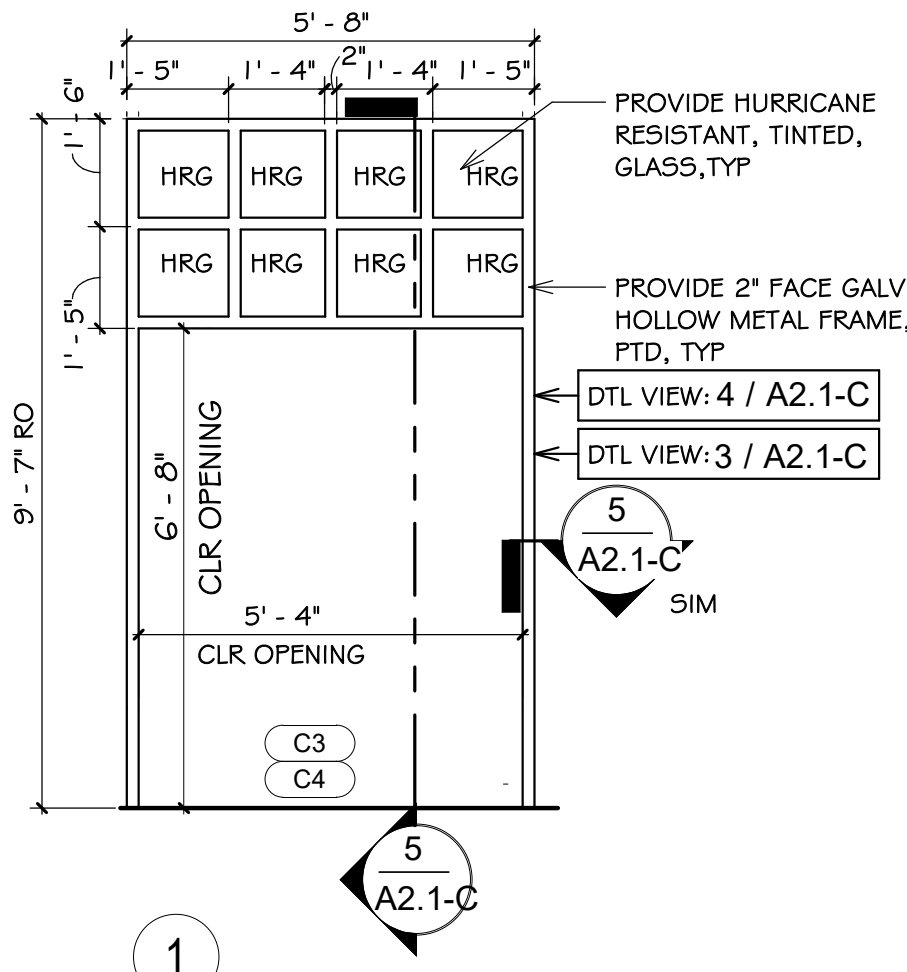 5' - 8"
1' - 5"
1' - 4"
2"
1' - 4"
1' - 5"
1' - 6"
PROVIDE HURRICANE
RESISTANT, TINTED,
GLASS,TYP
HRG HRG HRG HRG
HRG HRG HRG HRG
1' - 5"
PROVIDE 2" FACE GALV
HOLLOW METAL FRAME,
PTD, TYP
DTL VIEW: 4 / A2.1-C
DTL VIEW: 3 / A2.1-C
9' - 7" RO
6' - 8"
CLR OPENING
5
A2.1-C
SIM
5' - 4"
CLR OPENING
C3
C4
5
A2.1-C
1